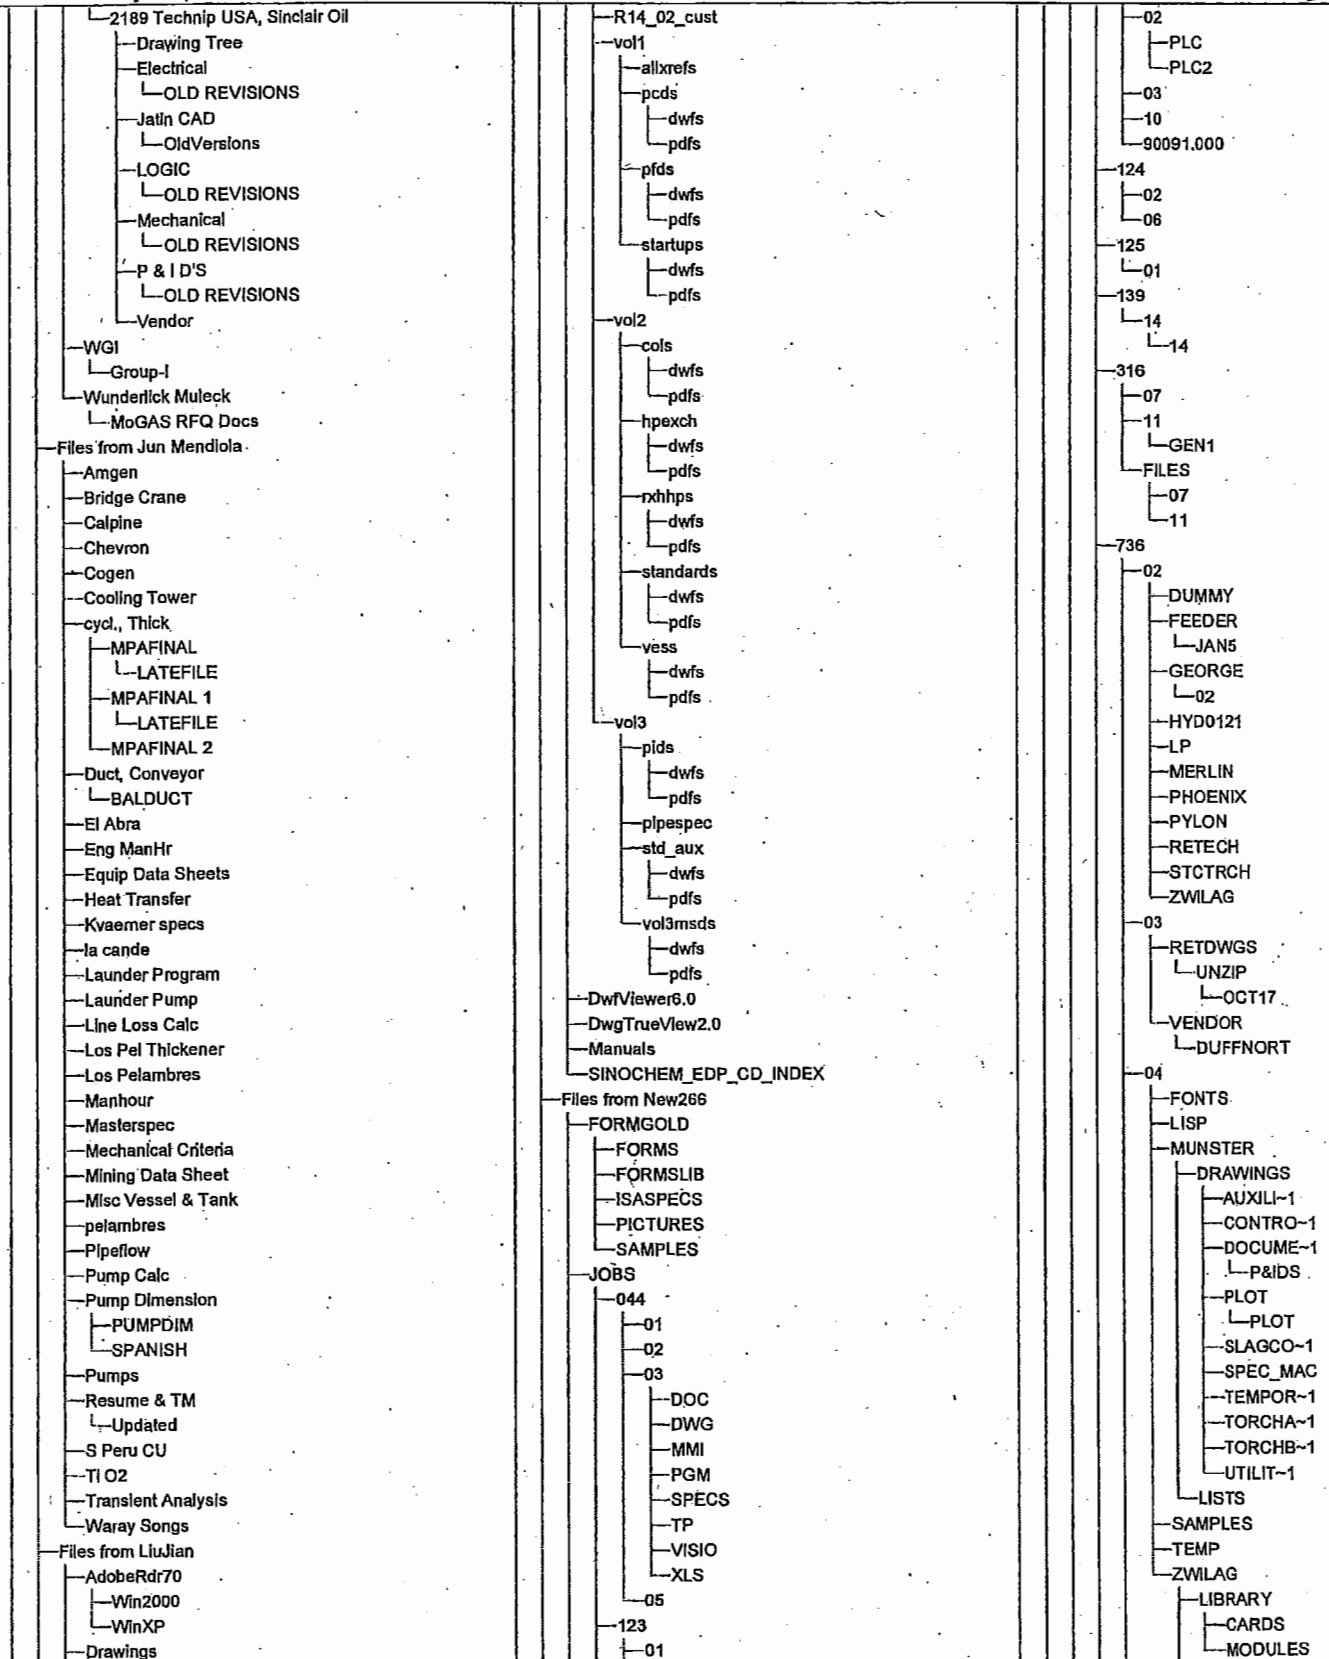 2189 Technip USA, Sinclair Oil
Drawing Tree
Electrical
OLD REVISIONS
Jatin CAD
OldVersions
LOGIC
OLD REVISIONS
Mechanical
OLD REVISIONS
P & I D'S
OLD REVISIONS
Vendor
WGI
Group-I
Wunderlick Muleck
MoGAS RFQ Docs
Files from Jun Mendiola
Amgen
Bridge Crane
Calpine
Chevron
Cogen
Cooling Tower
cycl., Thick
MPAFINAL
LATEFILE
MPAFINAL 1
LATEFILE
MPAFINAL 2
Duct, Conveyor
BALDUCT
El Abra
Eng ManHr
Equip Data Sheets
Heat Transfer
Kvaerner specs
la cande
Launder Program
Launder Pump
Line Loss Calc
Los Pel Thickener
Los Pelambres
Manhour
Masterspec
Mechanical Criteria
Mining Data Sheet
Misc Vessel & Tank
pelambres
Pipeflow
Pump Calc
Pump Dimension
PUMPDIM
SPANISH
Pumps
Resume & TM
Updated
S Peru CU
Ti O2
Transient Analysis
Waray Songs
Files from LiuJian
AdobeRdr70
Win2000
WinXP
Drawings
R14_02_cust
vol1
allxrefs
pcds
dwfs
pdfs
pfds
dwfs
pdfs
startups
dwfs
pdfs
vol2
cols
dwfs
pdfs
hpexch
dwfs
pdfs
rxhhps
dwfs
pdfs
standards
dwfs
pdfs
vess
dwfs
pdfs
vol3
pids
dwfs
pdfs
pipespec
std_aux
dwfs
pdfs
vol3msds
dwfs
pdfs
DwfViewer6.0
DwgTrueView2.0
Manuals
SINOCHEM_EDP_CD_INDEX
Files from New266
FORMGOLD
FORMS
FORMSLIB
ISASPECS
PICTURES
SAMPLES
JOBS
044
01
02
03
DOC
DWG
MMI
PGM
SPECS
TP
VISIO
XLS
05
123
01
02
PLC
PLC2
03
10
90091.000
124
02
06
125
01
139
14
14
316
07
11
GEN1
FILES
07
11
736
02
DUMMY
FEEDER
JAN5
GEORGE
02
HYD0121
LP
MERLIN
PHOENIX
PYLON
RETECH
STCTRCH
ZWILAG
03
RETDWGS
UNZIP
OCT17
VENDOR
DUFFNORT
04
FONTS
LISP
MUNSTER
DRAWINGS
AUXILI~1
CONTRO~1
DOCUME~1
P&IDS
PLOT
PLOT
SLAGCO~1
SPEC_MAC
TEMPOR~1
TORCHA~1
TORCHB~1
UTILIT~1
LISTS
SAMPLES
TEMP
ZWILAG
LIBRARY
CARDS
MODULES